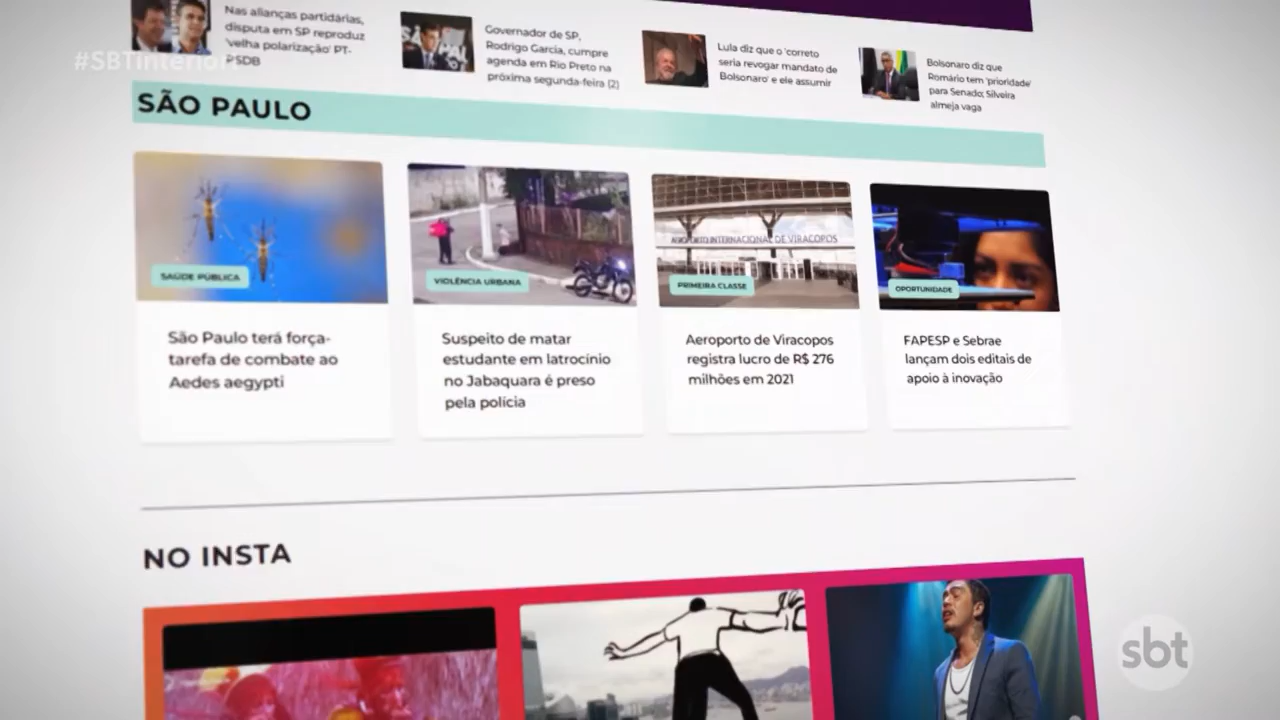 Nas alianças partidárias,
disputa em SP reproduz
'velha polarização' PT-
PSDB
Governador de SP,
Rodrigo Garcia, cumpre
agenda em Rio Preto na
próxima segunda-feira (2)
Lula diz que o 'correto
seria revogar mandato de
Bolsonaro' e ele assumir
Bolsonaro diz que
Romário tem 'prioridade'
para Senado; Silveira
almeja vaga
#SBTInterior
SÃO PAULO
SAÚDE PÚBLICA
São Paulo terá força-
tarefa de combate ao
Aedes aegypti
VIOLÊNCIA URBANA
Suspeito de matar
estudante em latrocínio
no Jabaquara é preso
pela polícia
AEROPORTO INTERNACIONAL DE VIRACOPOS
PRIMEIRA CLASSE
Aeroporto de Viracopos
registra lucro de R$ 276
milhões em 2021
OPORTUNIDADE
FAPESP e Sebrae
lançam dois editais de
apoio à inovação
NO INSTA
sbt